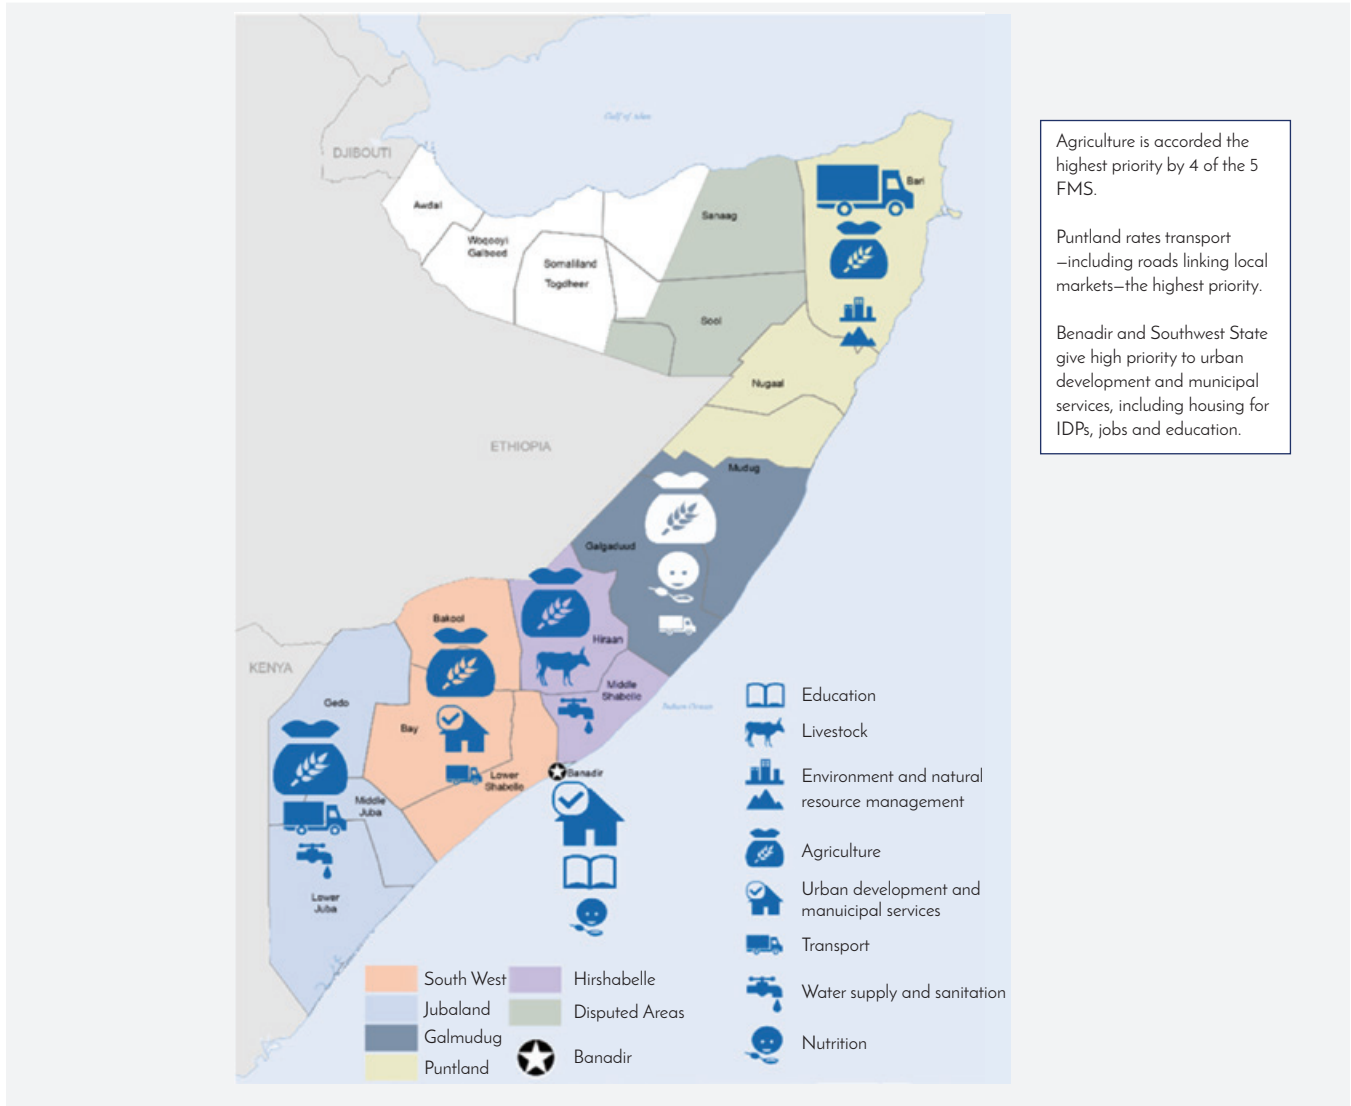 Gulf of Aden
DJIBOUTI
Awdal
Woqooyi
Galbeed
Somaliland
Togdheer
Sanaag
Sool
Bari
Nugaal
ETHIOPIA
Mudug
Galgaduud
Bakool
Hiraan
Middle
Shabelle
KENYA
Gedo
Bay
Lower
Shabelle
Banadir
Middle
Juba
Lower
Juba
Indian Ocean
Agriculture is accorded the
highest priority by 4 of the 5
FMS.
Puntland rates transport
–including roads linking local
markets–the highest priority.
Benadir and Southwest State
give high priority to urban
development and municipal
services, including housing for
IDPs, jobs and education.
Education
Livestock
Environment and natural
resource management
Agriculture
Urban development and
manuicipal services
Transport
Water supply and sanitation
Nutrition
South West
Jubaland
Galmudug
Puntland
Hirshabelle
Disputed Areas
Banadir